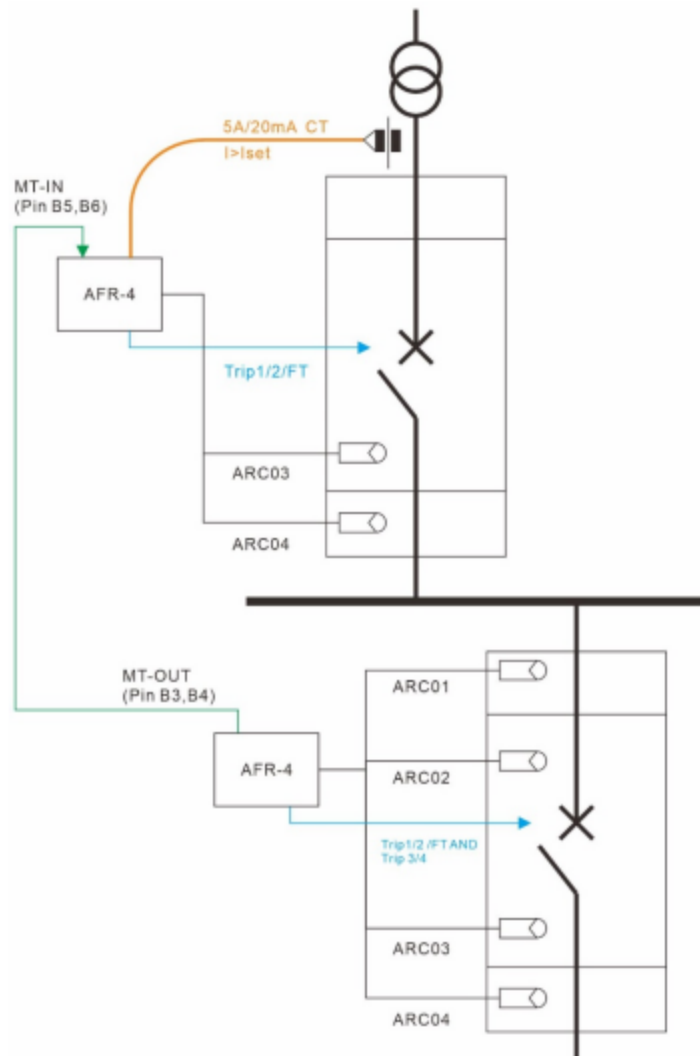 5A/20mA CT
I>Iset
MT-IN
(Pin B5,B6)
AFR-4
Trip1/2/FT
ARC03
ARC04
MT-OUT
(Pin B3,B4)
ARC01
AFR-4
ARC02
Trip1/2 /FT AND
Trip 3/4
ARC03
ARC04